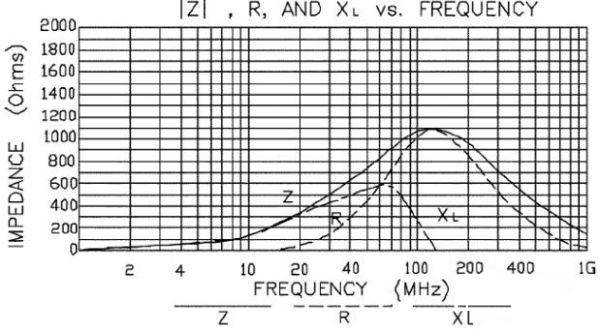 |Z| , R, AND XL vs. FREQUENCY
IMPEDANCE (Ohms)
2000
1800
1600
1400
1200
1000
800
600
400
200
0
Z
R
XL
2 4 10 20 40 100 200 400 1G
FREQUENCY (MHz)
Z R XL